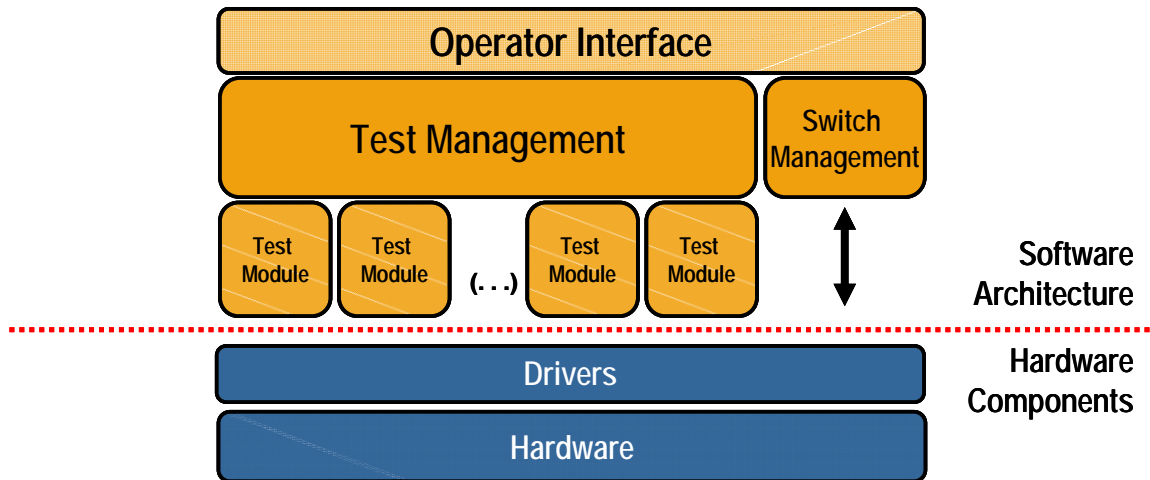 Operator Interface
Test Management
Switch
Management
Test
Module
Test
Module
(. . .)
Test
Module
Test
Module
Software
Architecture
Drivers
Hardware
Components
Hardware